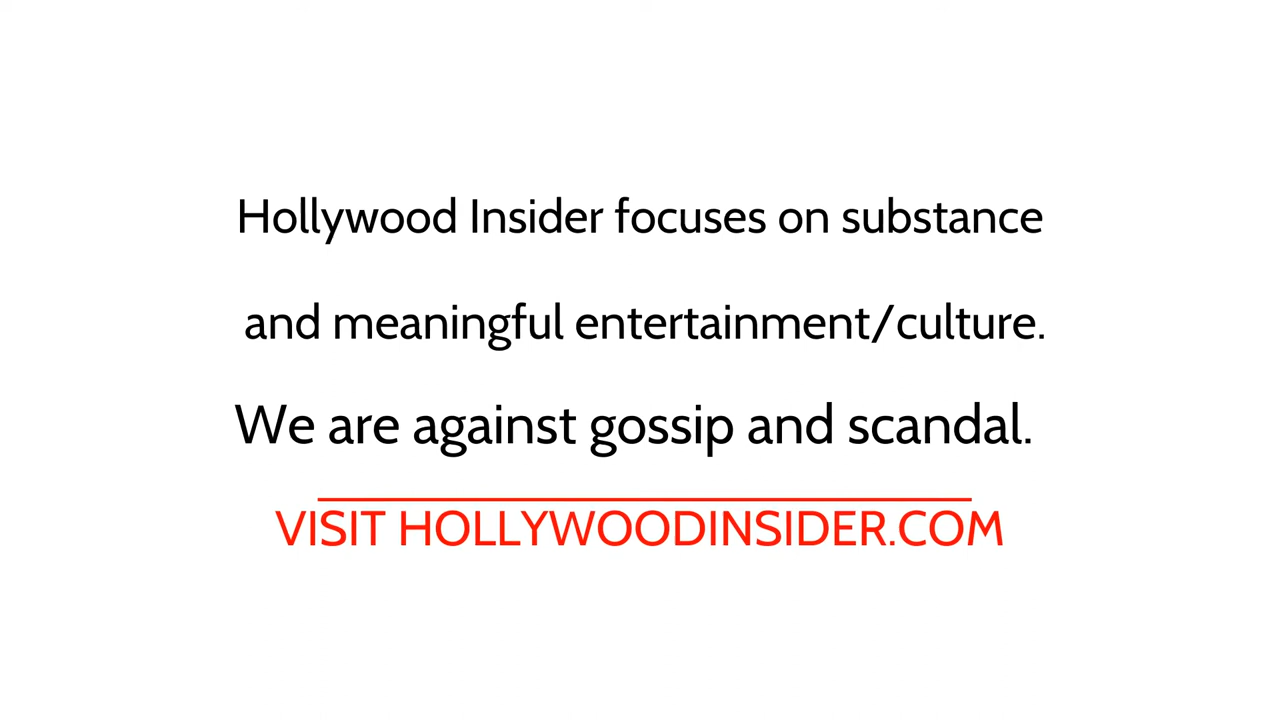 Hollywood Insider focuses on substance
and meaningful entertainment/culture.
We are against gossip and scandal.
VISIT HOLLYWOODINSIDER.COM